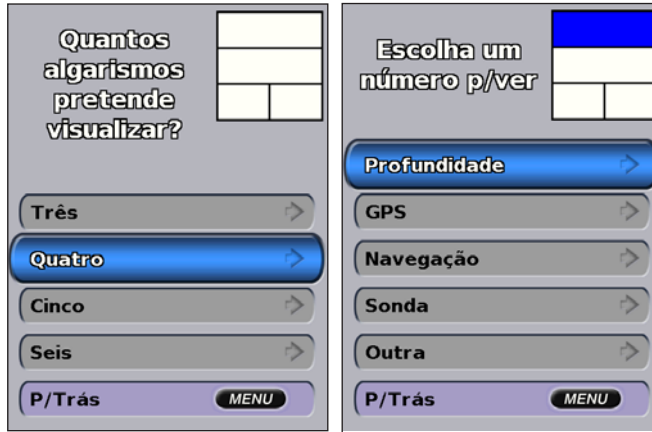 Quantos
algarismos
pretende
visualizar?
Três
Quatro
Cinco
Seis
P/Trás MENU
Escolha um
número p/ver
Profundidade
GPS
Navegação
Sonda
Outra
P/Trás MENU